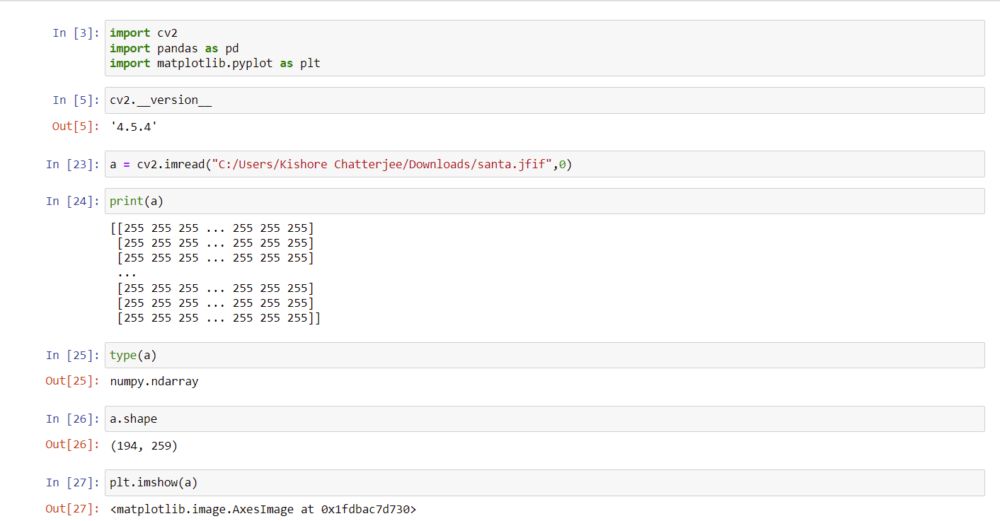 In [3]: import cv2
import pandas as pd
import matplotlib.pyplot as plt
In [5]: cv2.__version__
Out[5]: '4.5.4'
In [23]: a = cv2.imread("C:/Users/Kishore Chatterjee/Downloads/santa.jfif",0)
In [24]: print(a)
[[255 255 255 ... 255 255 255]
[255 255 255 ... 255 255 255]
[255 255 255 ... 255 255 255]
...
[255 255 255 ... 255 255 255]
[255 255 255 ... 255 255 255]
[255 255 255 ... 255 255 255]]
In [25]: type(a)
Out[25]: numpy.ndarray
In [26]: a.shape
Out[26]: (194, 259)
In [27]: plt.imshow(a)
Out[27]: <matplotlib.image.AxesImage at 0x1fdbac7d730>